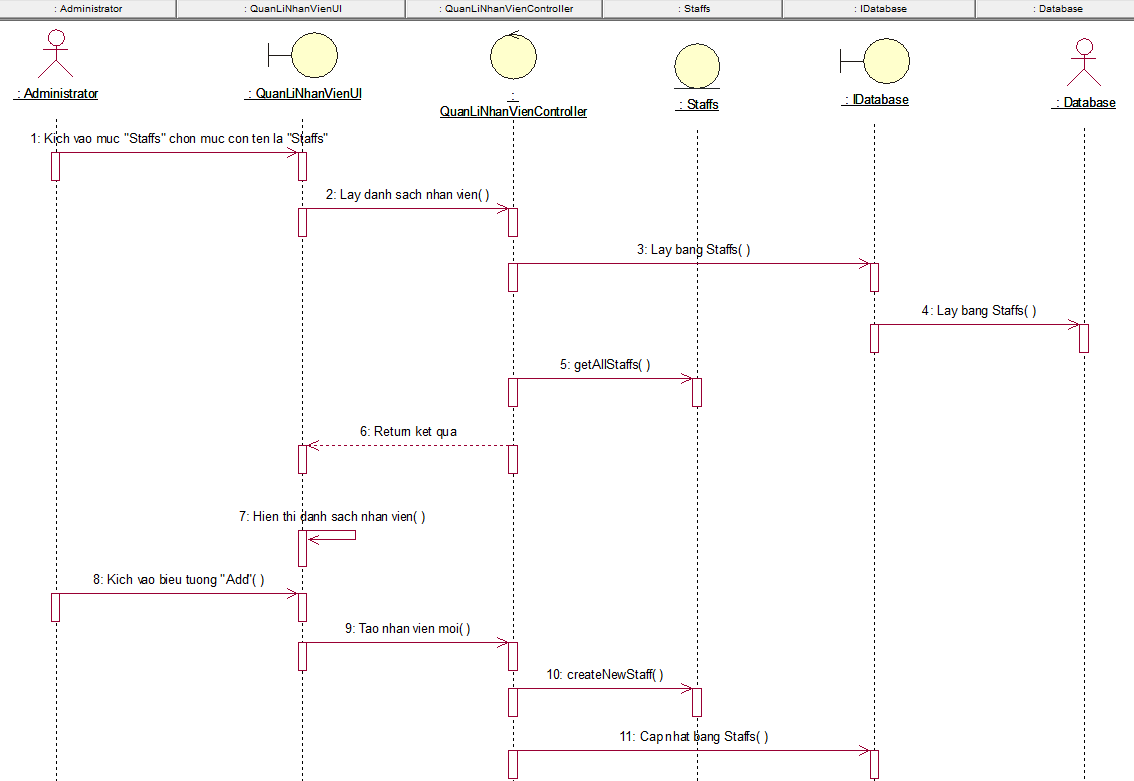 : Administrator
: QuanLiNhanVienUI
: QuanLiNhanVienController
: Staffs
: IDatabase
: Database
: Administrator
: QuanLiNhanVienUI
:
QuanLiNhanVienController
: Staffs
: IDatabase
: Database
1: Kich vao muc "Staffs" chon muc con ten la "Staffs"
2: Lay danh sach nhan vien( )
3: Lay bang Staffs( )
4: Lay bang Staffs( )
5: getAllStaffs( )
6: Return ket qua
7: Hien thi danh sach nhan vien( )
8: Kich vao bieu tuong "Add"( )
9: Tao nhan vien moi( )
10: createNewStaff( )
11: Cap nhat bang Staffs( )